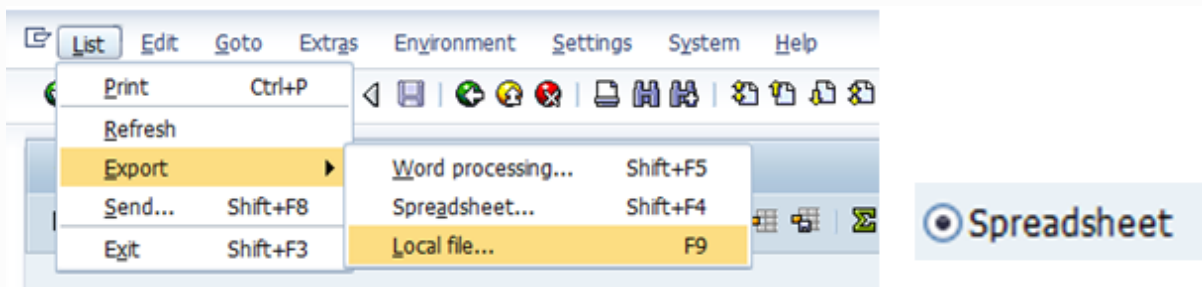 List Edit Goto Extras Environment Settings System Help
Print Ctrl+P
Refresh
Export
Word processing... Shift+F5
Send... Shift+F8
Spreadsheet... Shift+F4
Exit Shift+F3
Local file... F9
Spreadsheet